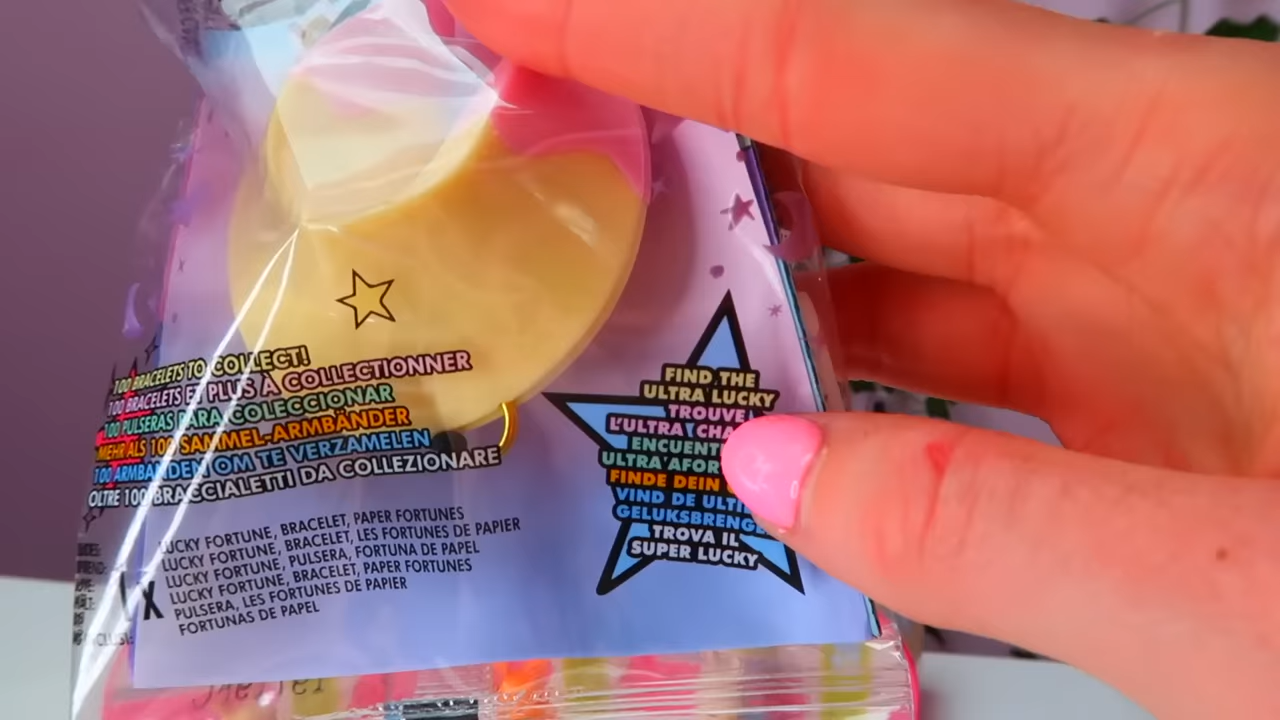 100 BRACELETS TO COLLECT!
100 BRACELETS ET PLUS À COLLECTIONNER
100 PULSERAS PARA COLECCIONAR
MEHR ALS 100 SAMMEL-ARMBÄNDER
100 ARMBANDEN OM TE VERZAMELEN
OLTRE 100 BRACCIALETTI DA COLLEZIONARE
FIND THE
ULTRA LUCKY
TROUVE
L'ULTRA
ULTRA
FINDE DEIN
VIND DE
TROVA IL
SUPER LUCKY
LUCKY FORTUNE, BRACELET, PAPER FORTUNES
LUCKY FORTUNE, BRACELET, LES FORTUNES DE PAPIER
LUCKY FORTUNE, PULSERA, FORTUNA DE PAPEL
LUCKY FORTUNE, BRACELET, PAPER FORTUNES
PULSERA, LES FORTUNES DE PAPIER
FORTUNAS DE PAPEL